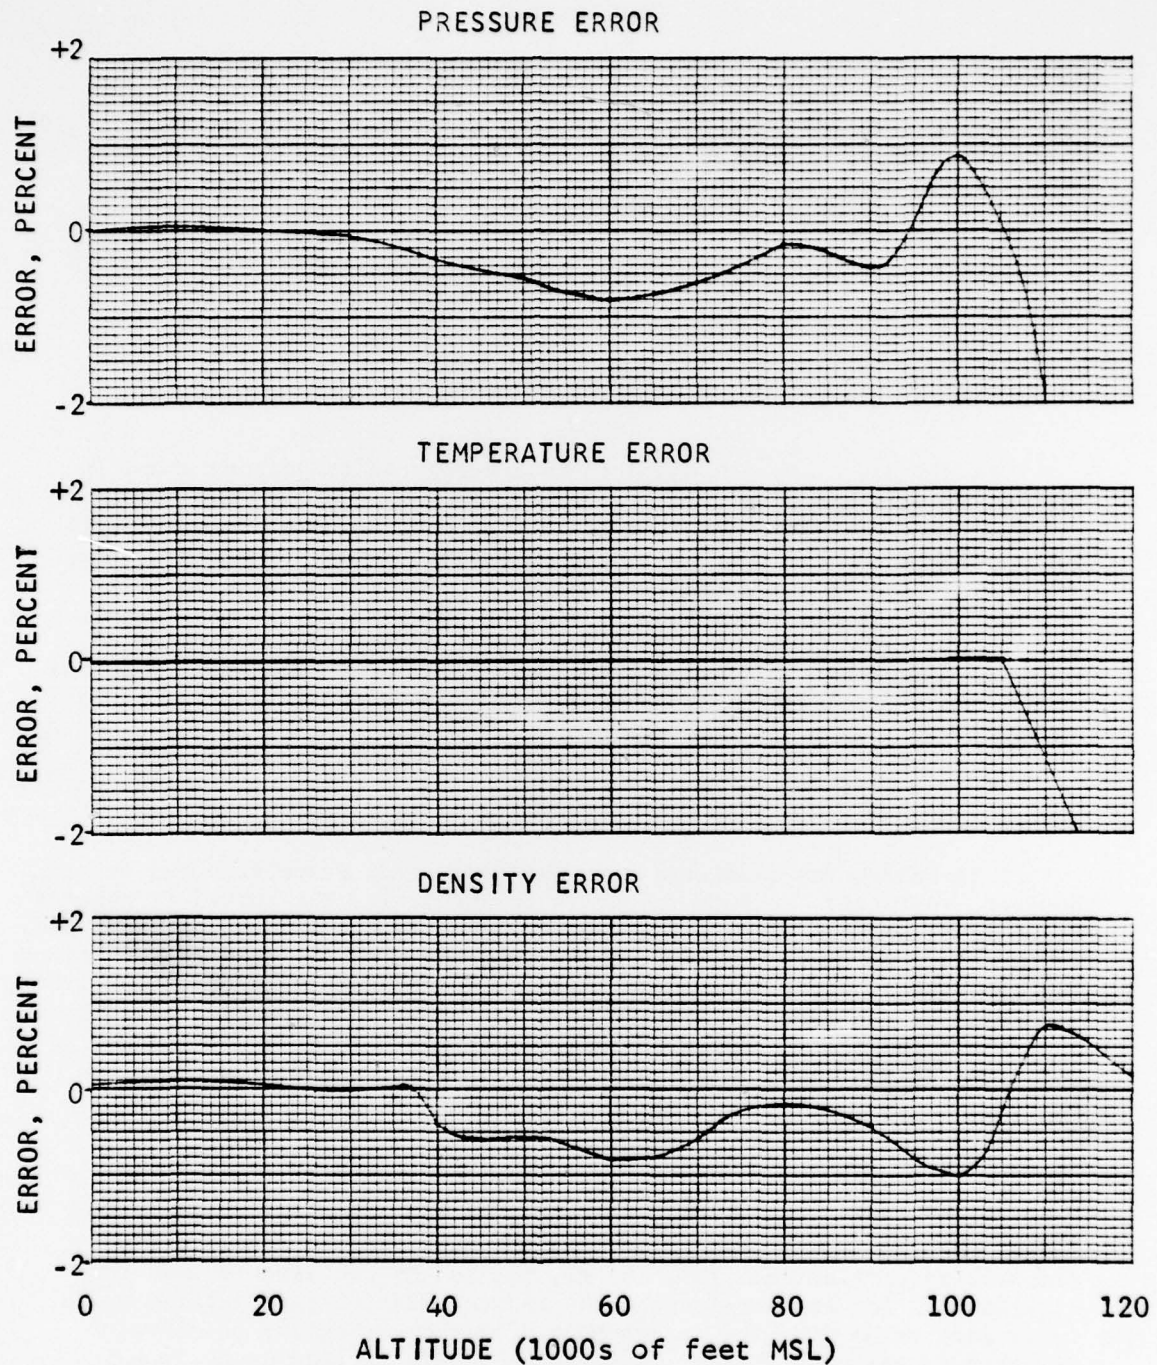 PRESSURE ERROR
+2
0
-2
ERROR, PERCENT
TEMPERATURE ERROR
+2
0
-2
ERROR, PERCENT
DENSITY ERROR
+2
0
-2
ERROR, PERCENT
0 20 40 60 80 100 120
ALTITUDE (1000s of feet MSL)